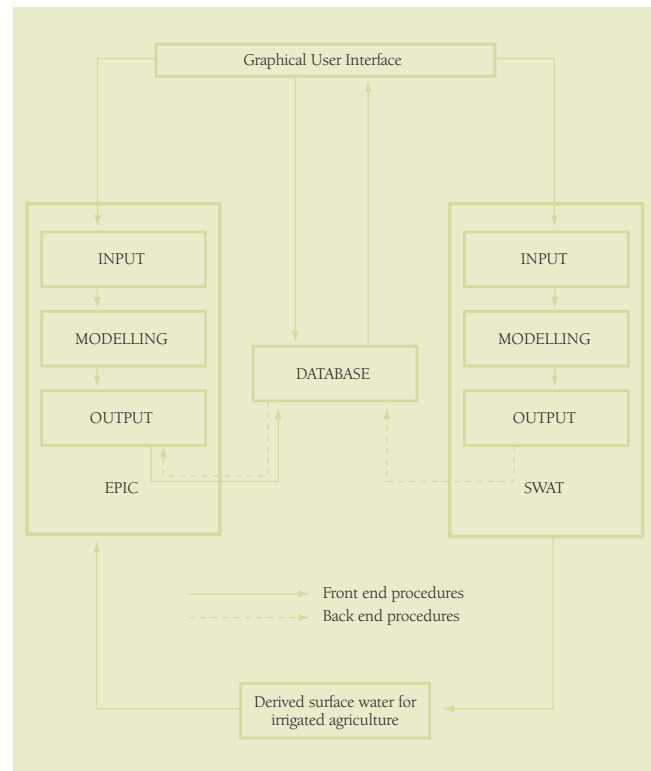 Graphical User Interface
INPUT
MODELLING
OUTPUT
EPIC
DATABASE
INPUT
MODELLING
OUTPUT
SWAT
Front end procedures
Back end procedures
Derived surface water for
irrigated agriculture